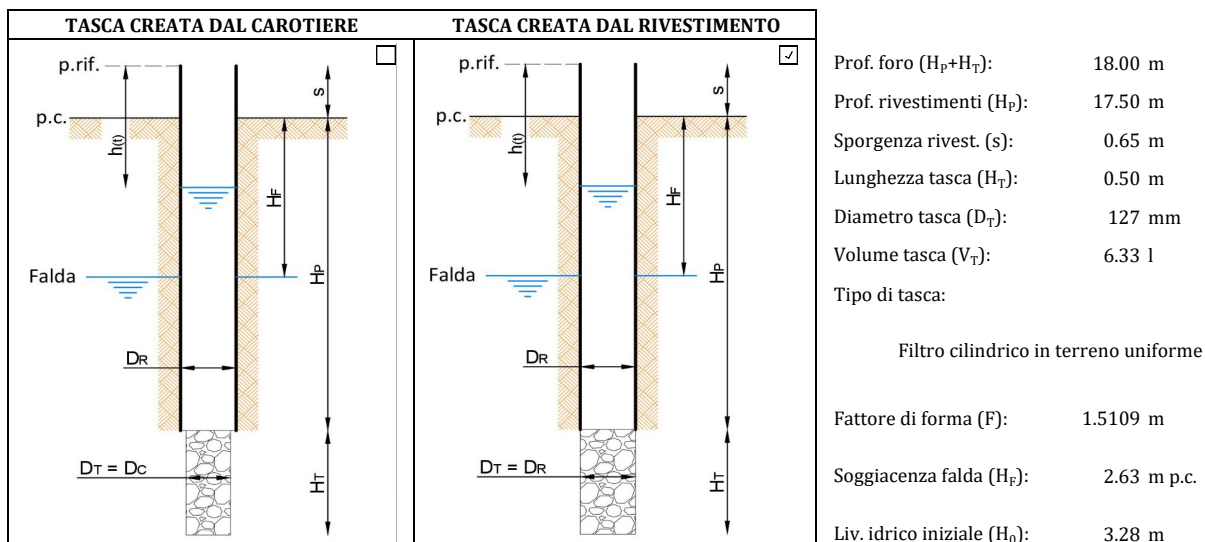 TASCA CREATA DAL CAROTIERE
p.rif.
s
p.c.
h(t)
HF
Falda
HP
DR
DT = DC
HT
TASCA CREATA DAL RIVESTIMENTO
p.rif.
s
p.c.
h(t)
HF
Falda
HP
DR
DT = DR
HT
Prof. foro (HP+HT): 18.00 m
Prof. rivestimenti (HP): 17.50 m
Sporgenza rivest. (s): 0.65 m
Lunghezza tasca (HT): 0.50 m
Diametro tasca (DT): 127 mm
Volume tasca (VT): 6.33 l
Tipo di tasca:
Filtro cilindrico in terreno uniforme
Fattore di forma (F): 1.5109 m
Soggiacenza falda (HF): 2.63 m p.c.
Liv. idrico iniziale (H0): 3.28 m